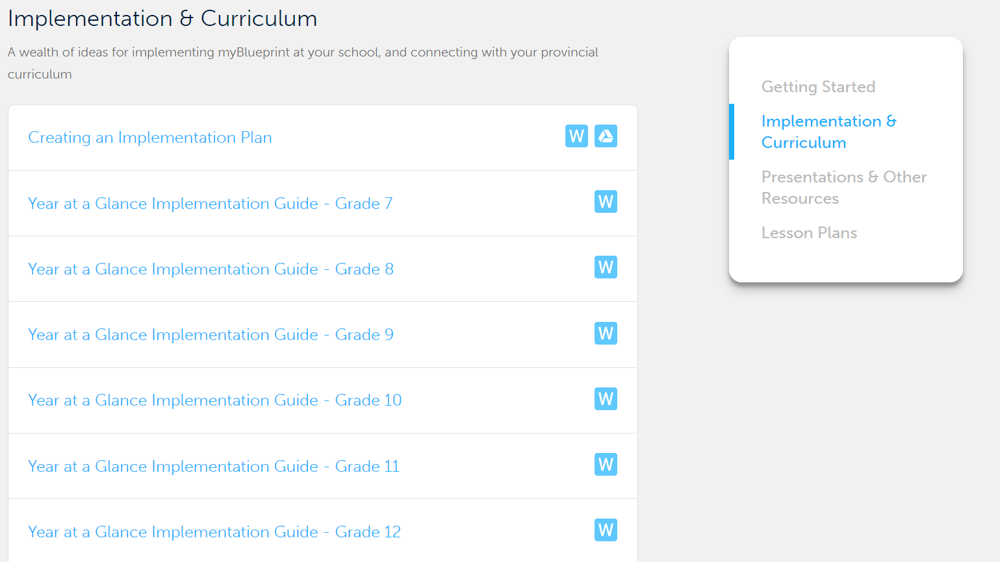 Implementation & Curriculum
A wealth of ideas for implementing myBlueprint at your school, and connecting with your provincial
curriculum
Creating an Implementation Plan
W
Year at a Glance Implementation Guide - Grade 7
W
Year at a Glance Implementation Guide - Grade 8
W
Year at a Glance Implementation Guide - Grade 9
W
Year at a Glance Implementation Guide - Grade 10
W
Year at a Glance Implementation Guide - Grade 11
W
Year at a Glance Implementation Guide - Grade 12
W
Getting Started
Implementation &
Curriculum
Presentations & Other
Resources
Lesson Plans